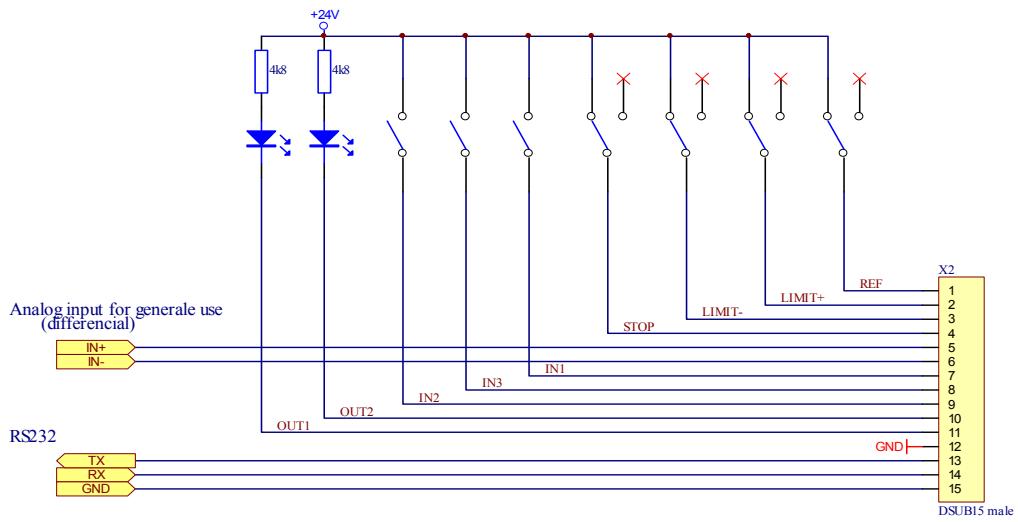 +24V
4k8
4k8
X2
REF
1
LIMIT+
2
LIMIT-
3
STOP
4
Analog input for generale use
(differencial)
IN+
5
IN-
6
IN1
7
IN3
8
IN2
9
OUT2
10
OUT1
11
RS232
GND
12
TX
13
RX
14
GND
15
DSUB15 male